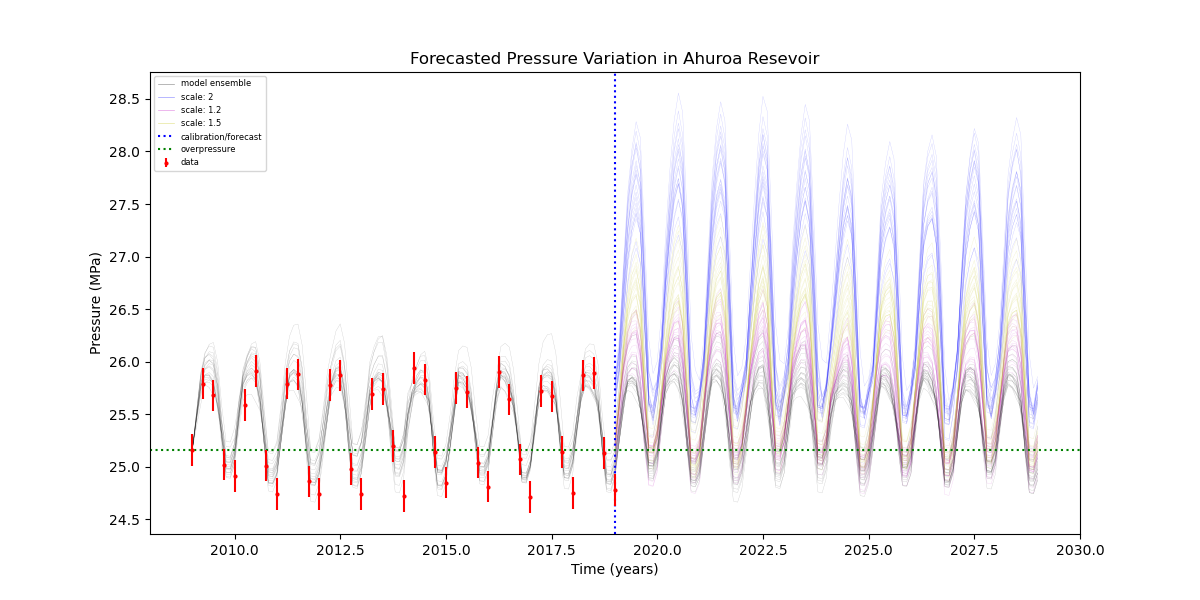 Forecasted Pressure Variation in Ahuroa Resevoir
model ensemble
scale: 2
scale: 1.2
scale: 1.5
calibration/forecast
overpressure
data
28.5
28.0
27.5
27.0
26.5
26.0
25.5
25.0
24.5
Pressure (MPa)
2010.0 2012.5 2015.0 2017.5 2020.0 2022.5 2025.0 2027.5 2030.0
Time (years)